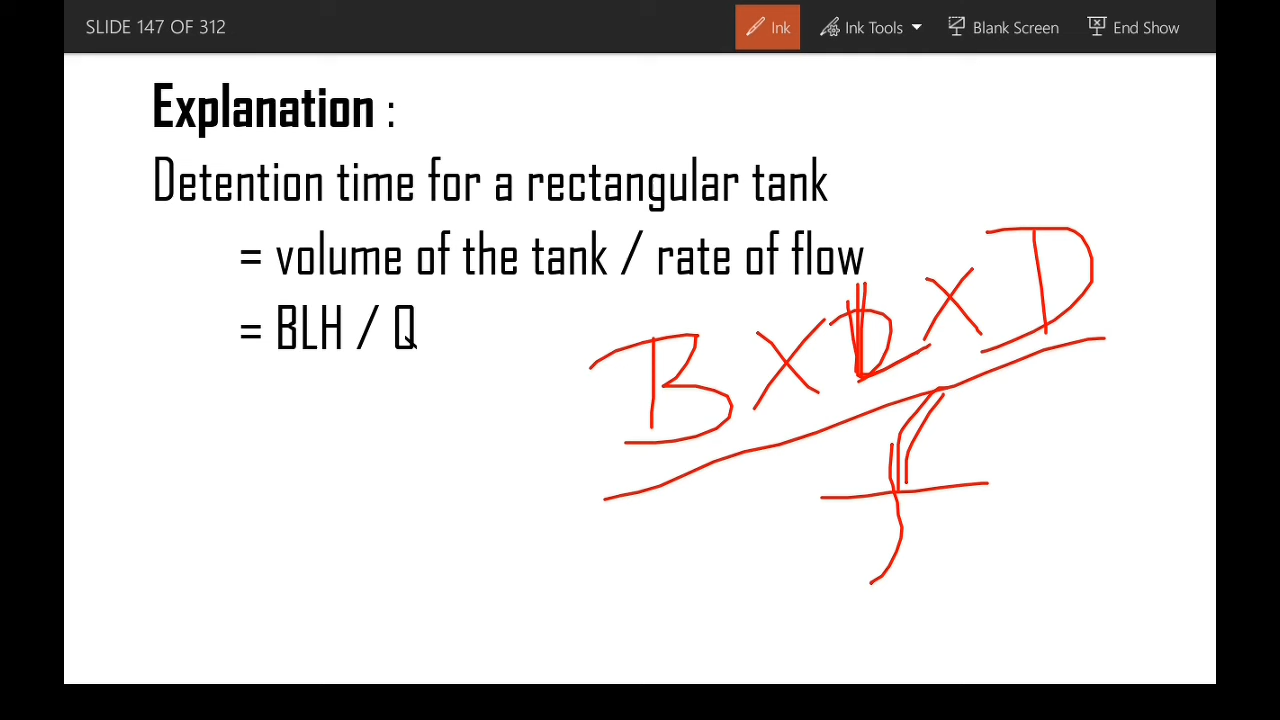 SLIDE 147 OF 312
Ink
Ink Tools
Blank Screen
End Show
Explanation :
Detention time for a rectangular tank
= volume of the tank / rate of flow
= BLH / Q
B × × D
f